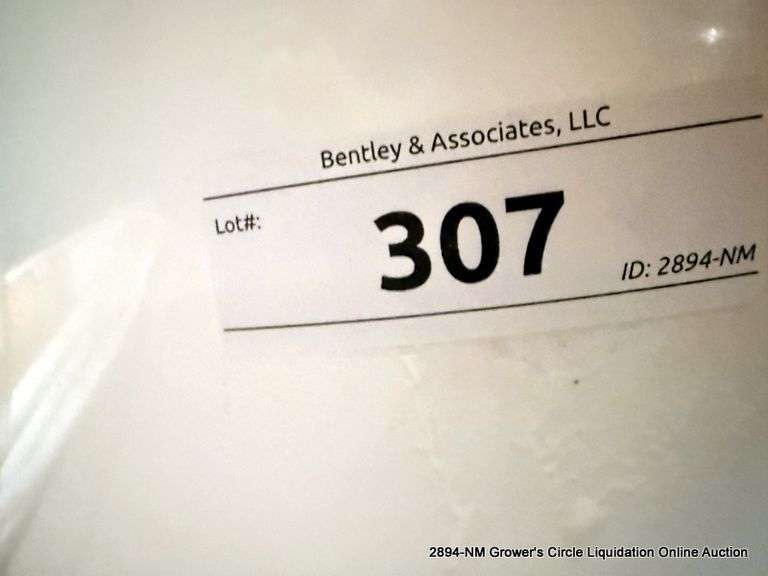 Bentley & Associates, LLC
Lot#:
307
ID: 2894-NM
2894-NM Grower's Circle Liquidation Online Auction